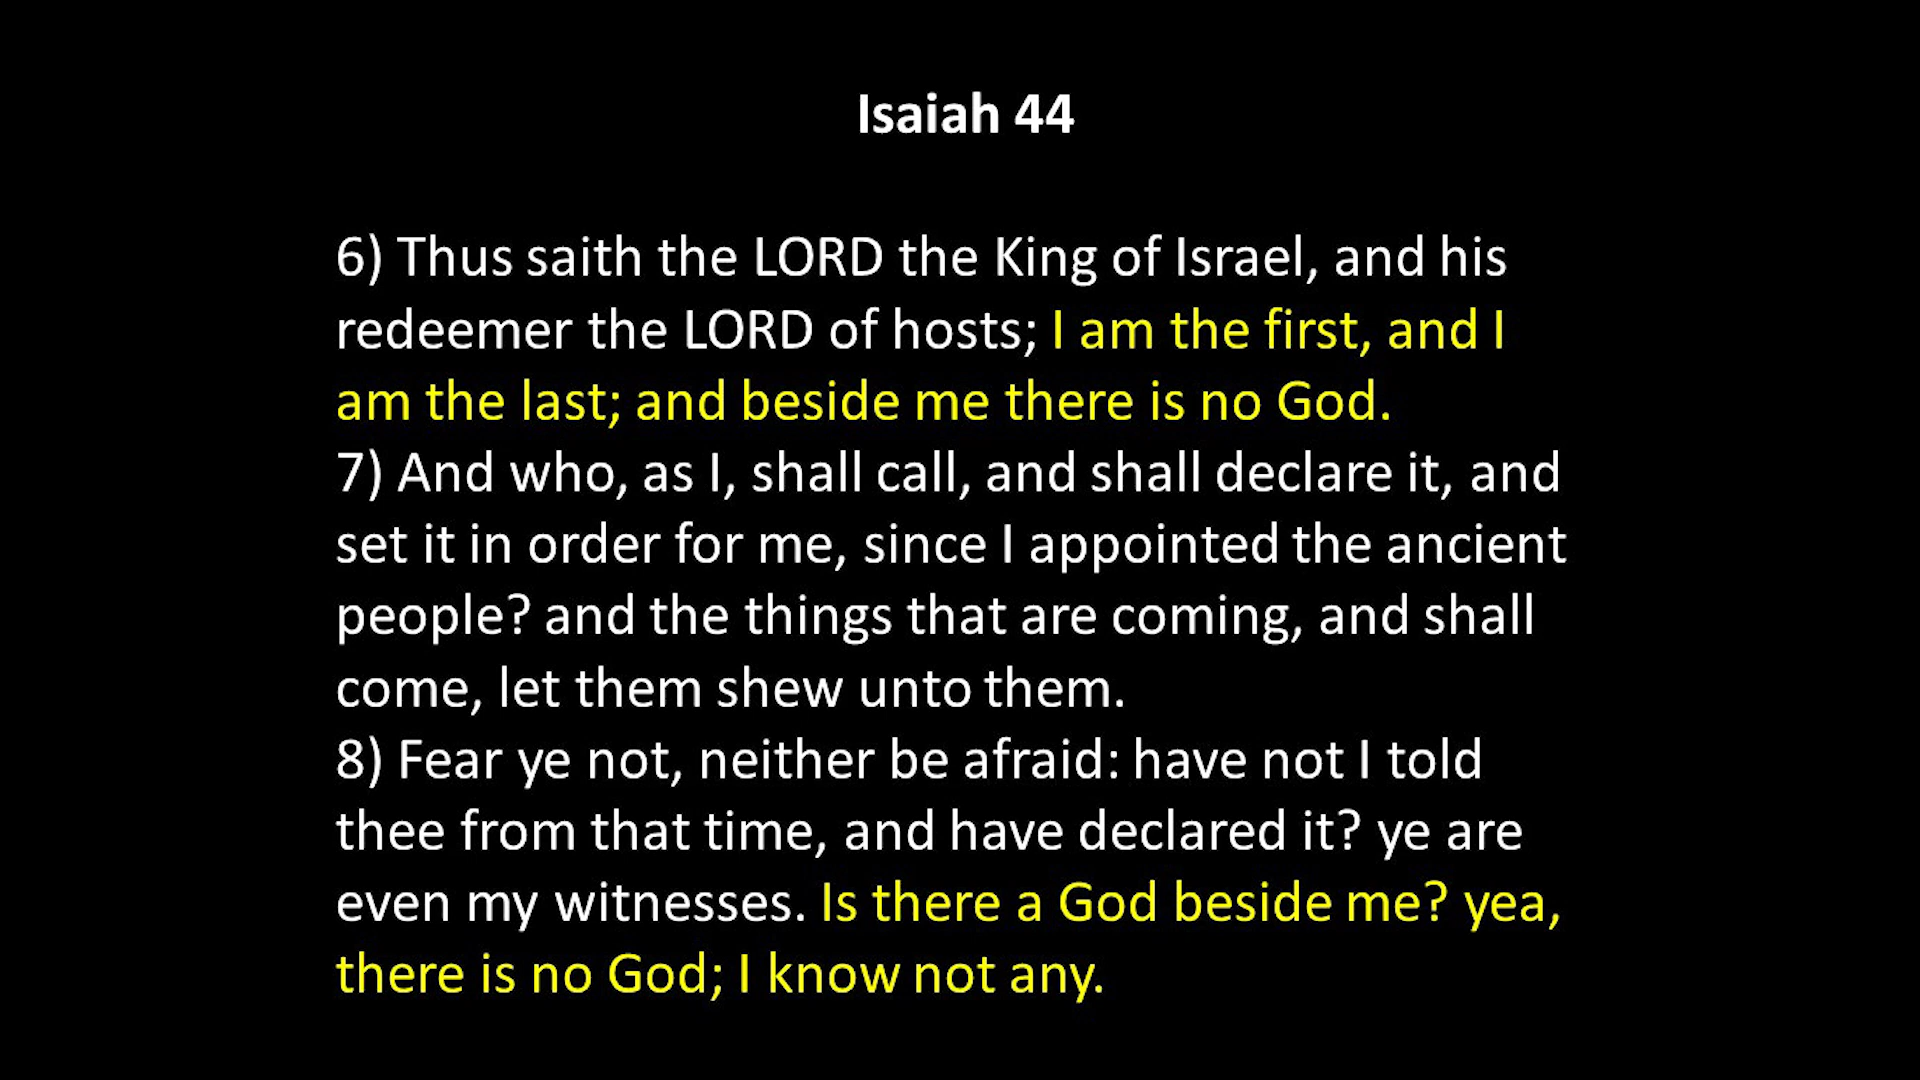 Isaiah 44
6) Thus saith the LORD the King of Israel, and his
redeemer the LORD of hosts; I am the first, and I
am the last; and beside me there is no God.
7) And who, as I, shall call, and shall declare it, and
set it in order for me, since I appointed the ancient
people? and the things that are coming, and shall
come, let them shew unto them.
8) Fear ye not, neither be afraid: have not I told
thee from that time, and have declared it? ye are
even my witnesses. Is there a God beside me? yea,
there is no God; I know not any.